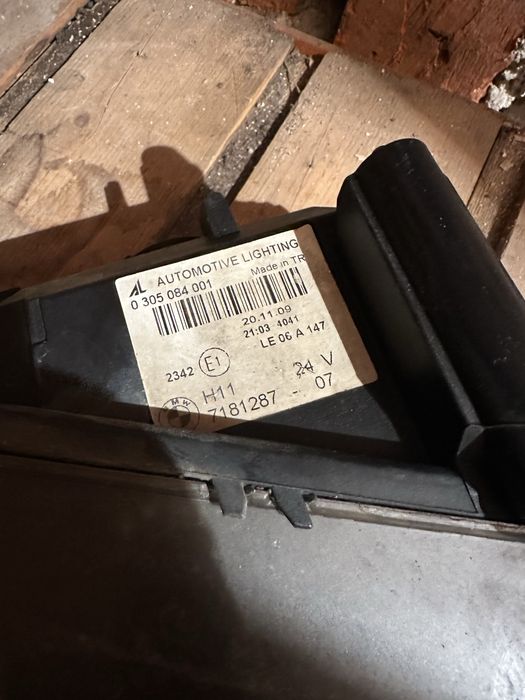 AL AUTOMOTIVE LIGHTING
0 305 084 001 Made in TR
20.11.09
21:03 4041
LE 06 A 147
2342 E1
H11 24 V
BMW 7181287 - 07